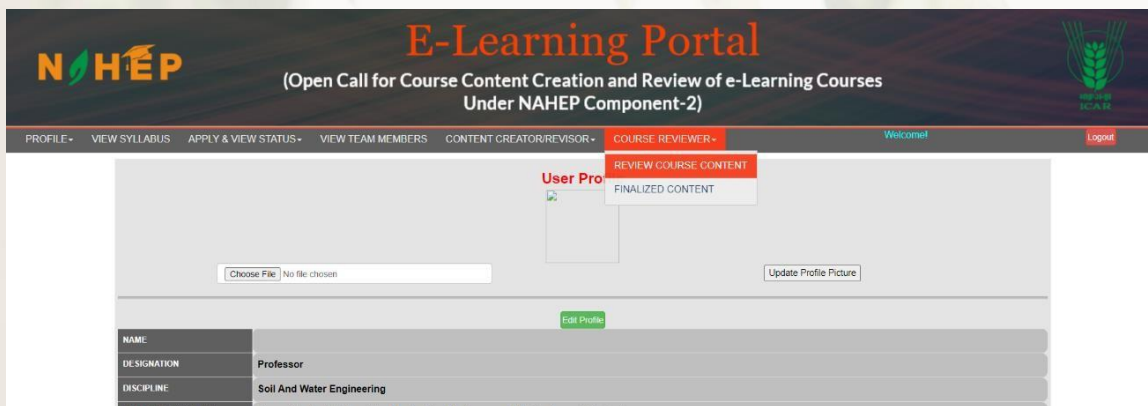 NAHEP
E-Learning Portal
(Open Call for Course Content Creation and Review of e-Learning Courses
Under NAHEP Component-2)
ICAR
PROFILE VIEW SYLLABUS APPLY & VIEW STATUS VIEW TEAM MEMBERS CONTENT CREATOR/REVISOR COURSE REVIEWER Welcome! Logout
REVIEW COURSE CONTENT
FINALIZED CONTENT
User Pro
Choose File No file chosen
Update Profile Picture
Edit Profile
NAME
DESIGNATION Professor
DISCIPLINE Soil And Water Engineering